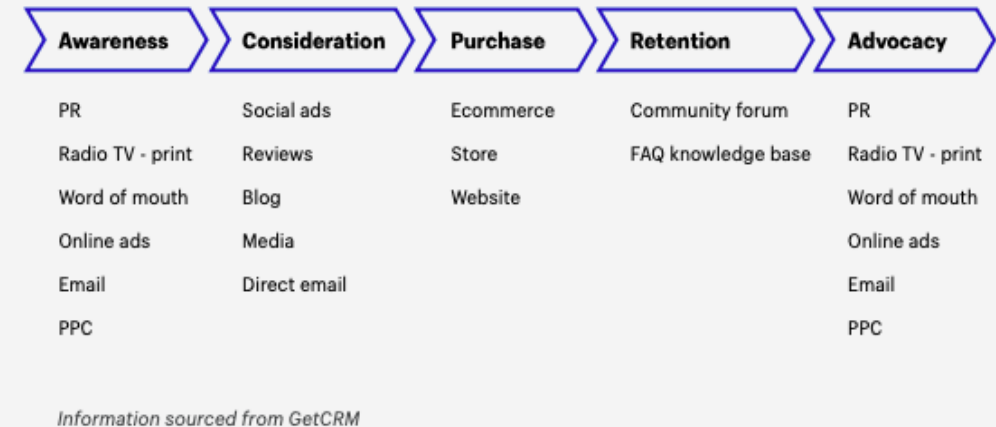 Awareness
Consideration
Purchase
Retention
Advocacy
PR
Radio TV - print
Word of mouth
Online ads
Email
PPC
Social ads
Reviews
Blog
Media
Direct email
Ecommerce
Store
Website
Community forum
FAQ knowledge base
PR
Radio TV - print
Word of mouth
Online ads
Email
PPC
Information sourced from GetCRM